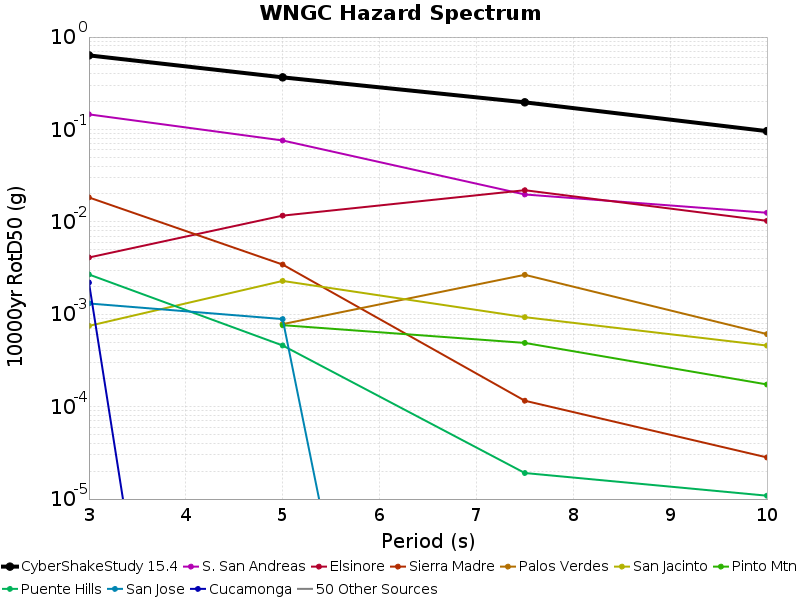 WNGC Hazard Spectrum
10^0
10^-1
10^-2
10^-3
10^-4
10^-5
10000yr RotD50 (g)
3 4 5 6 7 8 9 10
Period (s)
CyberShakeStudy 15.4 S. San Andreas Elsinore Sierra Madre Palos Verdes San Jacinto Pinto Mtn
Puente Hills San Jose Cucamonga 50 Other Sources